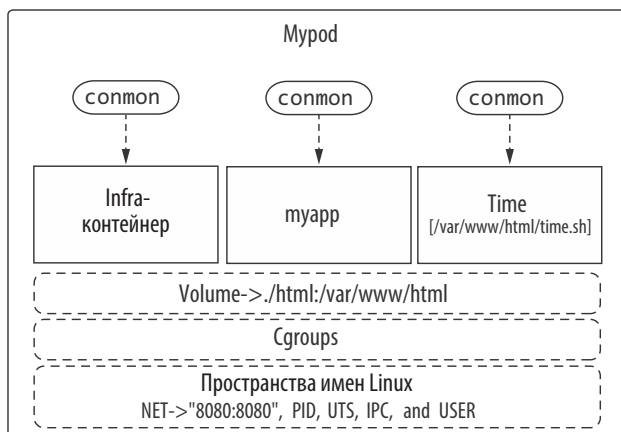 Mypod
conmon conmon conmon
Infra-
контейнер
myapp
Time
[/var/www/html/time.sh]
Volume->./html:/var/www/html
Cgroups
Пространства имен Linux
NET->"8080:8080", PID, UTS, IPC, and USER